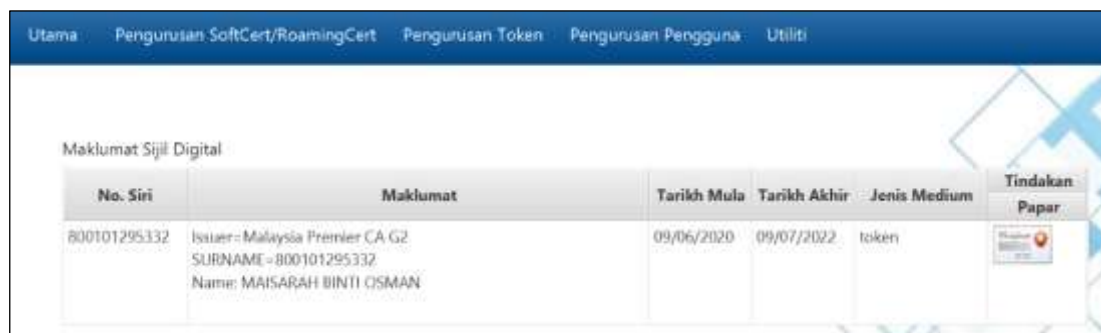 Utama Pengurusan SoftCert/RoamingCert Pengurusan Token Pengurusan Pengguna Utiliti
Maklumat Sijil Digital
No. Siri Maklumat Tarikh Mula Tarikh Akhir Jenis Medium Tindakan
Papar
800101295332 Issuer=Malaysia Premier CA G2 09/06/2020 09/07/2022 token
SURNAME=800101295332
Name: MAISARAH BINTI OSMAN